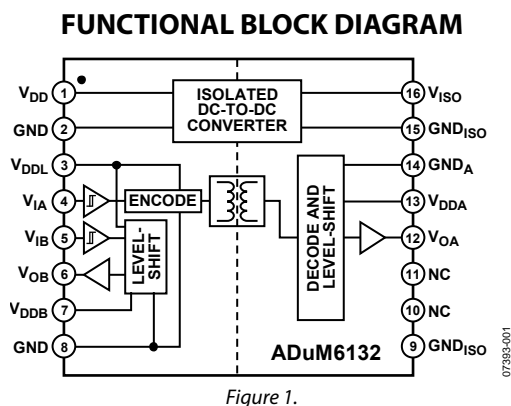 FUNCTIONAL BLOCK DIAGRAM
VDD 1
GND 2
VDDL 3
VIA 4
VIB 5
VOB 6
VDDB 7
GND 8
ISOLATED
DC-TO-DC
CONVERTER
ENCODE
LEVEL-
SHIFT
DECODE AND
LEVEL-SHIFT
ADuM6132
16 VISO
15 GNDISO
14 GNDA
13 VDDA
12 VOA
11 NC
10 NC
9 GNDISO
07393-001
Figure 1.